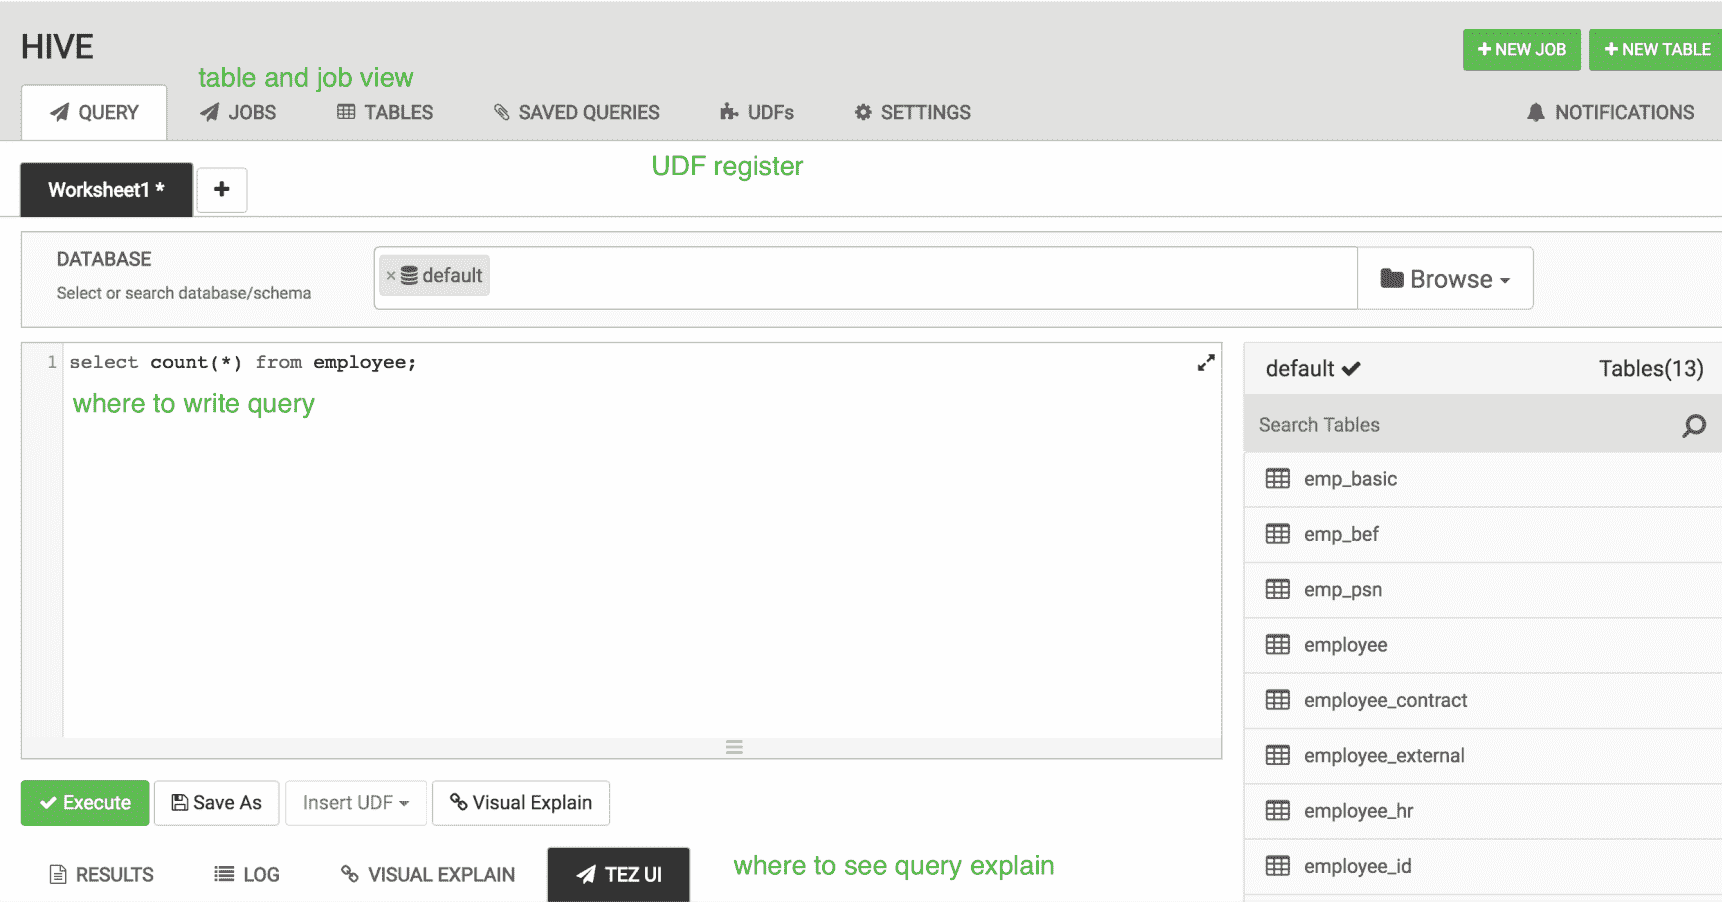 HIVE
NEW JOB
NEW TABLE
table and job view
QUERY
JOBS
TABLES
SAVED QUERIES
UDFs
SETTINGS
NOTIFICATIONS
UDF register
Worksheet1 *
+
DATABASE
Select or search database/schema
× default
Browse
1 select count(*) from employee;
where to write query
default
Tables(13)
Search Tables
emp_basic
emp_bef
emp_psn
employee
employee_contract
employee_external
employee_hr
employee_id
Execute
Save As
Insert UDF
Visual Explain
RESULTS
LOG
VISUAL EXPLAIN
TEZ UI
where to see query explain